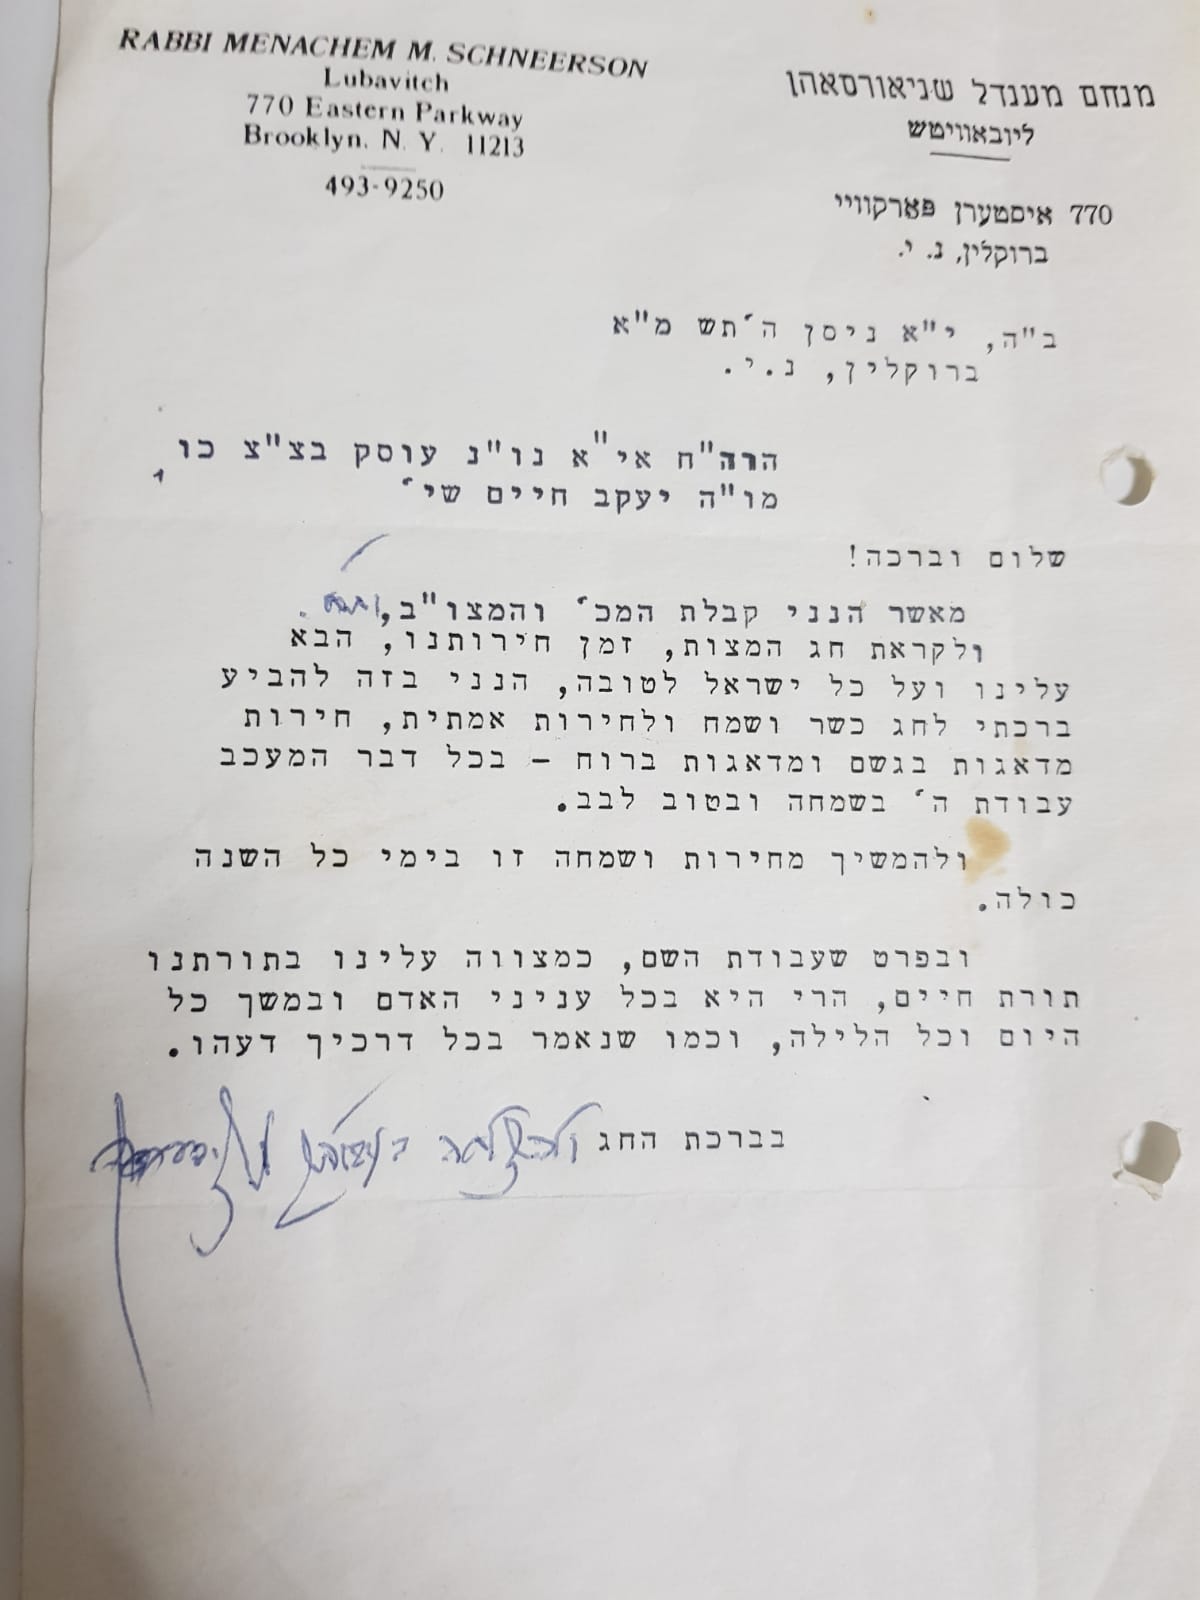 RABBI MENACHEM M. SCHNEERSON
Lubavitch
770 Eastern Parkway
Brooklyn, N. Y. 11213
493-9250
מנחם מענדל שניאורסאהן
ליובאוויטש
770 איסטערן פארקוויי
ברוקלין, נ. י.
ב"ה, י"א ניסן ה'תש מ"א
ברוקלין, נ.י.
הוה"ח אי"א נו"נ עוסק בצ"צ כו'
מו"ה יעקב חיים שי'
שלום וברכה!
מאשר הנני קבלת המכ' והמצו"ב,
ולקראת חג המצות, זמן חירותנו, הבא
עלינו ועל כל ישראל לטובה, הנני בזה להביע
ברכתי לחג כשר ושמח ולחירות אמתית, חירות
מדאגות בגשם ומדאגות ברוח - בכל דבר המעכב
עבודת ה' בשמחה ובטוב לבב.
ולהמשיך מחירות ושמחה זו בימי כל השנה
כולה.
ובפרט שעבודת השם, כמצווה עלינו בתורתנו
תורת חיים, הרי היא בכל עניני האדם ובמשך כל
היום וכל הלילה, וכמו שנאמר בכל דרכיך דעהו.
בברכת החג